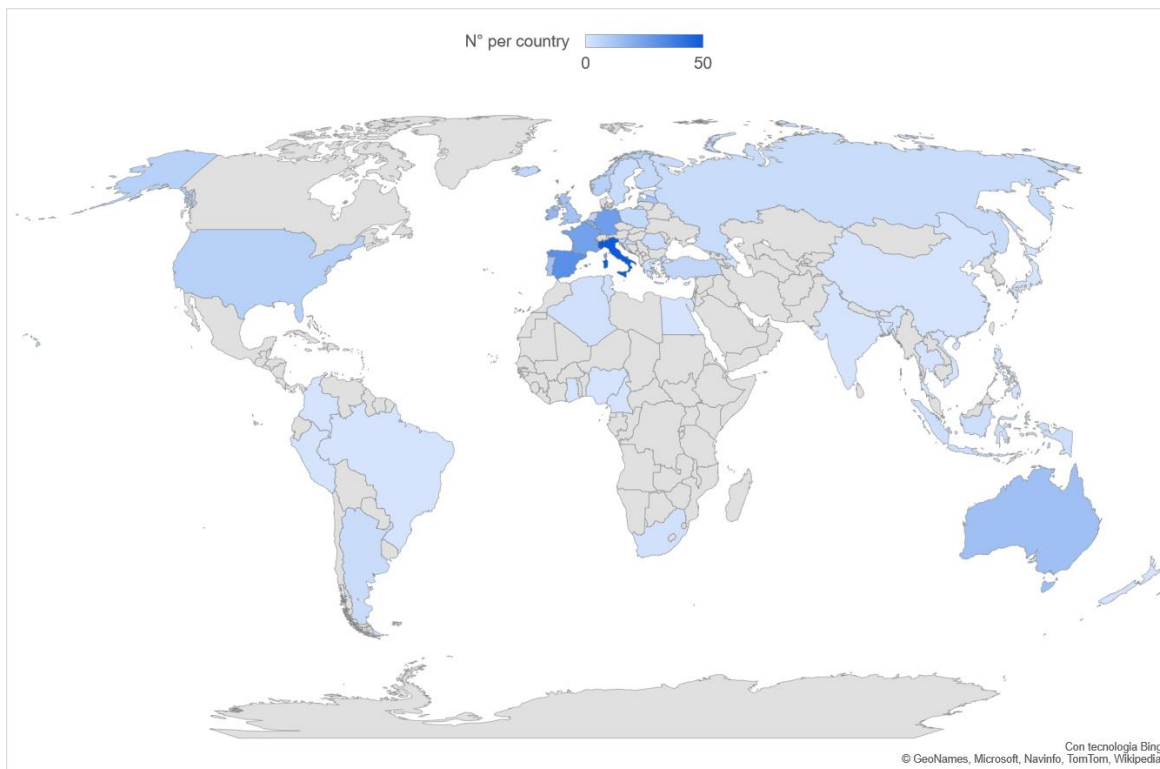 N° per country
0 50
Con tecnologia Bing
© GeoNames, Microsoft, Navinfo, TomTom, Wikipedia